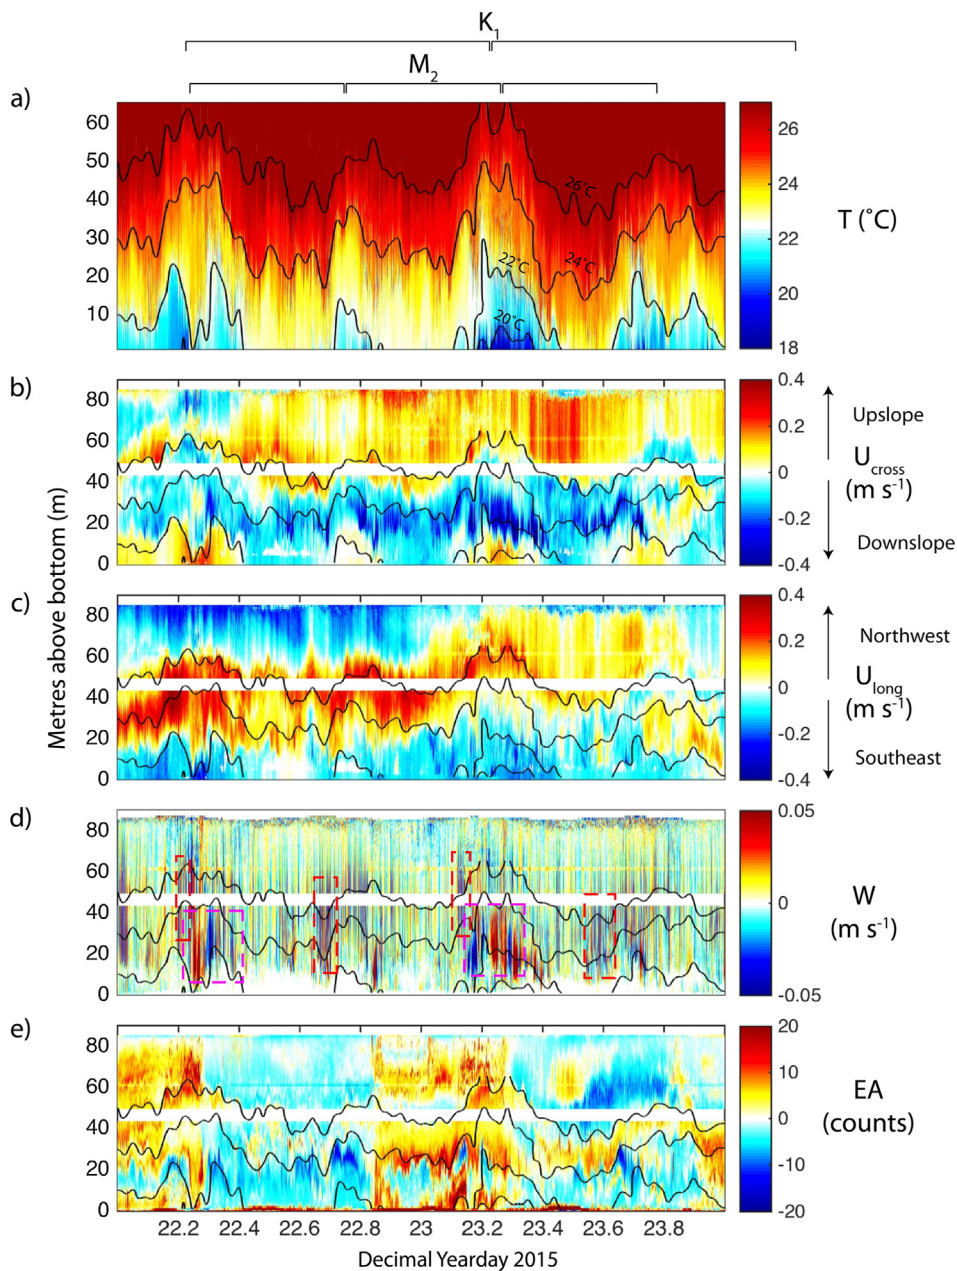 K₁
M₂
a)
60
50
40
30
20
10
26°C
24°C
22°C
20°C
26
24
22
20
18
T (˚C)
b)
80
60
40
20
0
0.4
0.2
0
-0.2
-0.4
Upslope
U_cross
(m s⁻¹)
Downslope
Metres above bottom (m)
c)
80
60
40
20
0
0.4
0.2
0
-0.2
-0.4
Northwest
U_long
(m s⁻¹)
Southeast
d)
80
60
40
20
0
0.05
0
-0.05
W
(m s⁻¹)
e)
80
60
40
20
0
20
10
0
-10
-20
EA
(counts)
22.2 22.4 22.6 22.8 23 23.2 23.4 23.6 23.8
Decimal Yearday 2015